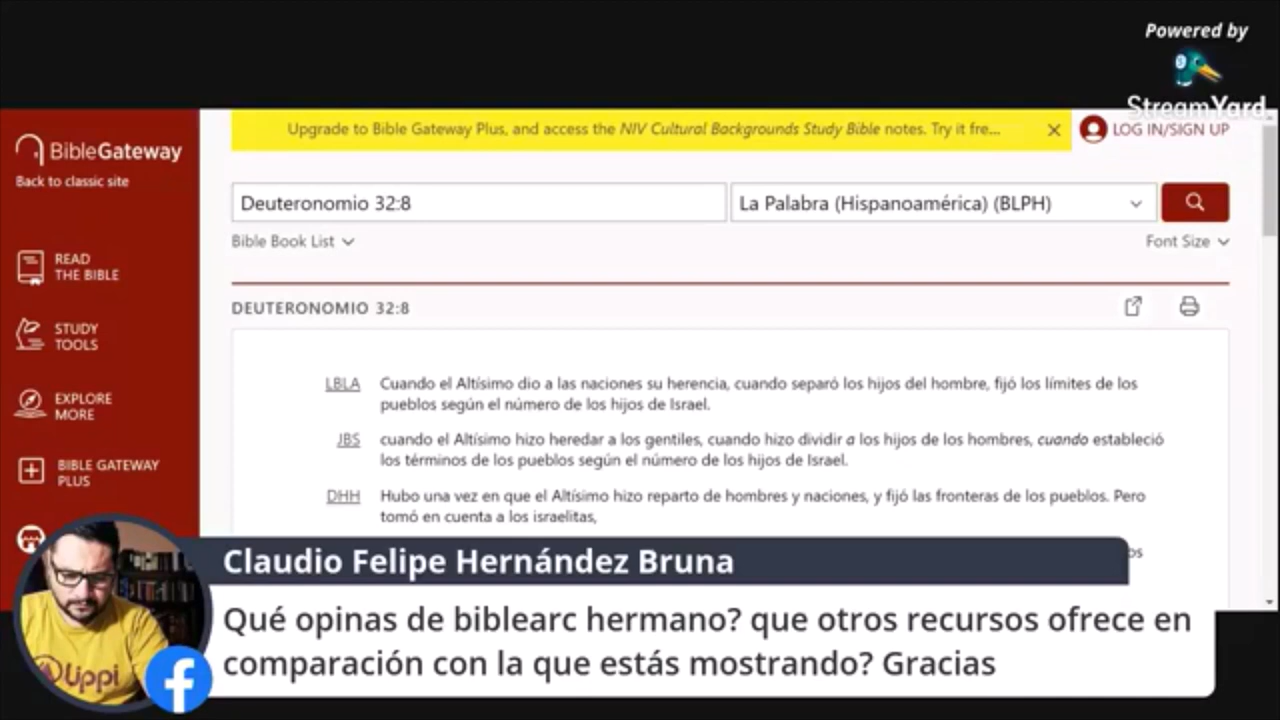 Powered by
StreamYard
BibleGateway
Back to classic site
READ
THE BIBLE
STUDY
TOOLS
EXPLORE
MORE
BIBLE GATEWAY
PLUS
Upgrade to Bible Gateway Plus, and access the NIV Cultural Backgrounds Study Bible notes. Try it fre...
LOG IN/SIGN UP
Deuteronomio 32:8
La Palabra (Hispanoamérica) (BLPH)
Bible Book List
Font Size
DEUTERONOMIO 32:8
LBLA Cuando el Altísimo dio a las naciones su herencia, cuando separó los hijos del hombre, fijó los límites de los
pueblos según el número de los hijos de Israel.
JBS cuando el Altísimo hizo heredar a los gentiles, cuando hizo dividir a los hijos de los hombres, cuando estableció
los términos de los pueblos según el número de los hijos de Israel.
DHH Hubo una vez en que el Altísimo hizo reparto de hombres y naciones, y fijó las fronteras de los pueblos. Pero
tomó en cuenta a los israelitas,
Claudio Felipe Hernández Bruna
Qué opinas de biblearc hermano? que otros recursos ofrece en
comparación con la que estás mostrando? Gracias
lippi